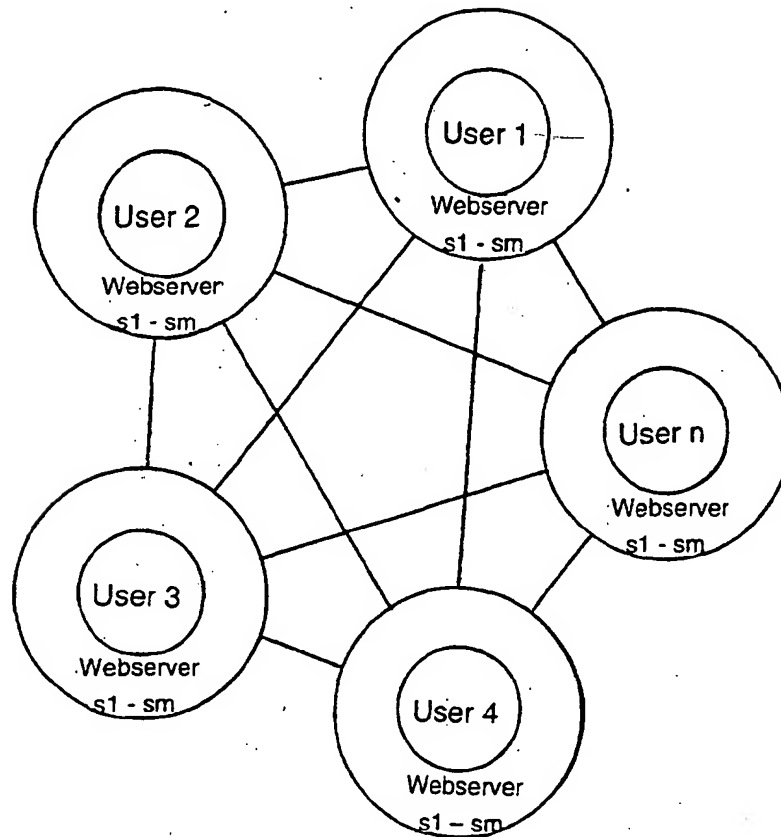 User 1
Webserver
s1 - sm
User 2
Webserver
s1 - sm
User n
Webserver
s1 - sm
User 3
Webserver
s1 - sm
User 4
Webserver
s1 - sm